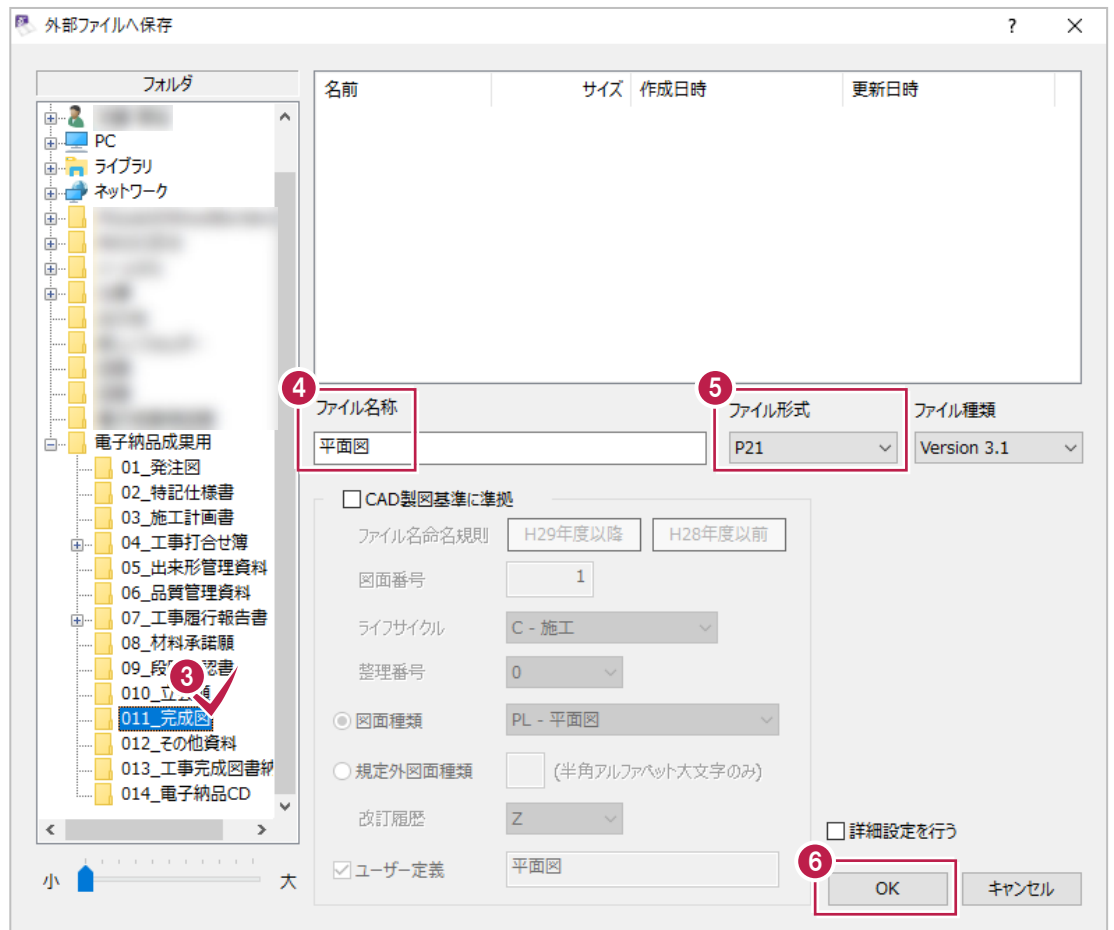 外部ファイルへ保存
?
フォルダ
名前 サイズ 作成日時 更新日時
PC
ライブラリ
ネットワーク
電子納品成果用
01_発注図
02_特記仕様書
03_施工計画書
04_工事打合せ簿
05_出来形管理資料
06_品質管理資料
07_工事履行報告書
08_材料承諾願
09_段 認書
3
010_立
011_完成図
012_その他資料
013_工事完成図書納
014_電子納品CD
小 大
4
ファイル名称
平面図
5
ファイル形式
P21
ファイル種類
Version 3.1
CAD製図基準に準拠
ファイル名命名規則 H29年度以降 H28年度以前
図面番号 1
ライフサイクル C - 施工
整理番号 0
図面種類 PL - 平面図
規定外図面種類 (半角アルファベット大文字のみ)
改訂履歴 Z
ユーザー定義 平面図
詳細設定を行う
6
OK キャンセル